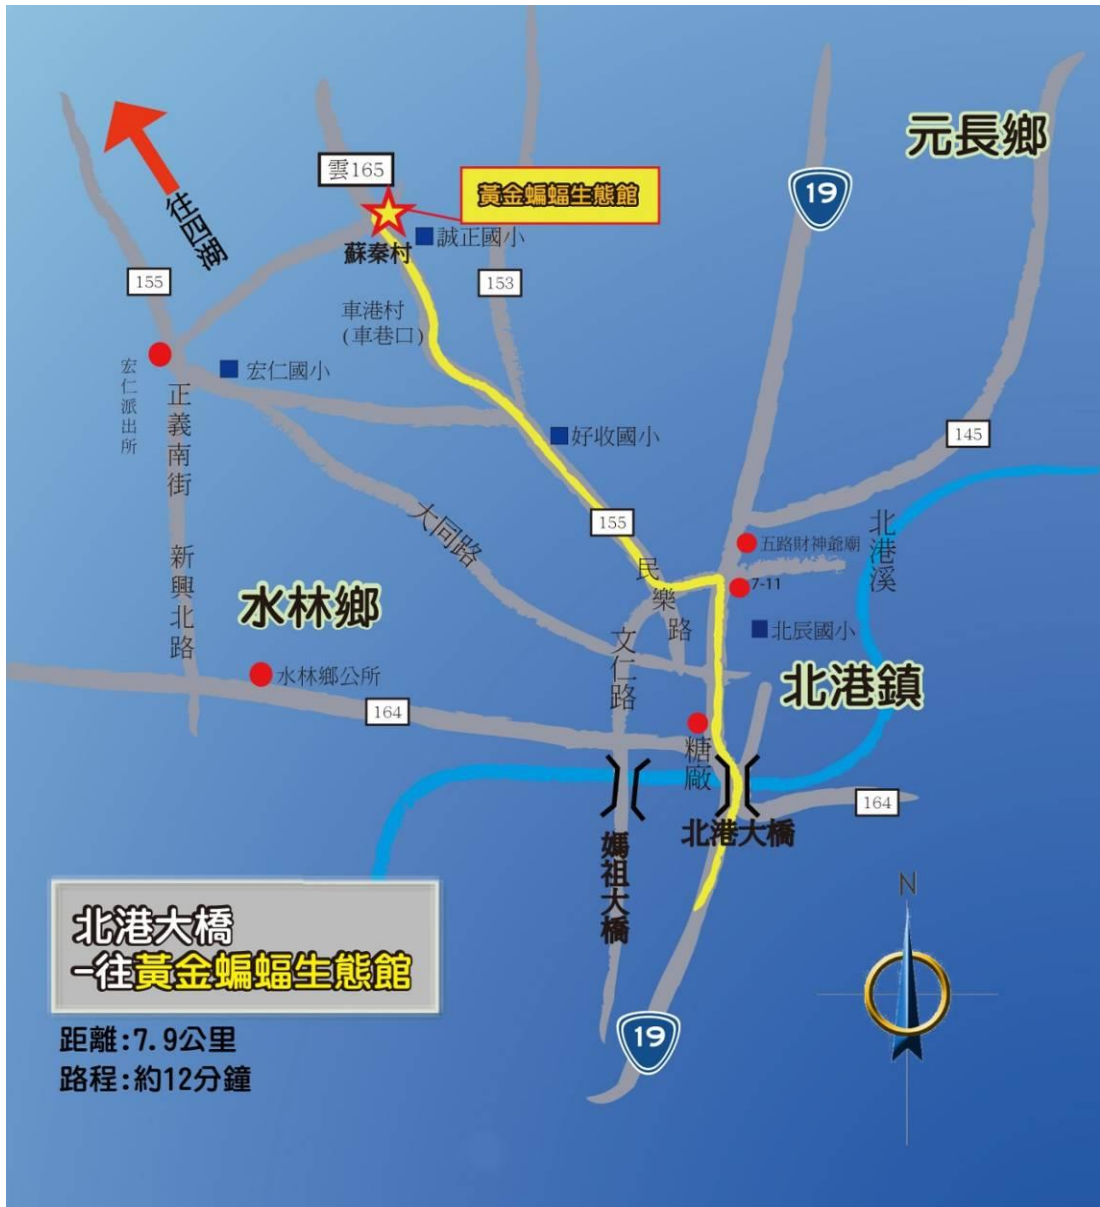 元長鄉
雲165
黃金蝙蝠生態館
19
往四湖
誠正國小
蘇秦村
155
153
車港村
(車巷口)
宏仁派出所
宏仁國小
正義南街
好收國小
145
大同路
155
北港溪
五路財神爺廟
新興北路
民樂路
7-11
水林鄉
文仁路
北辰國小
水林鄉公所
北港鎮
164
糖廠
164
北港大橋
媽祖大橋
N
北港大橋
-往黃金蝙蝠生態館
19
距離:7.9公里
路程:約12分鐘